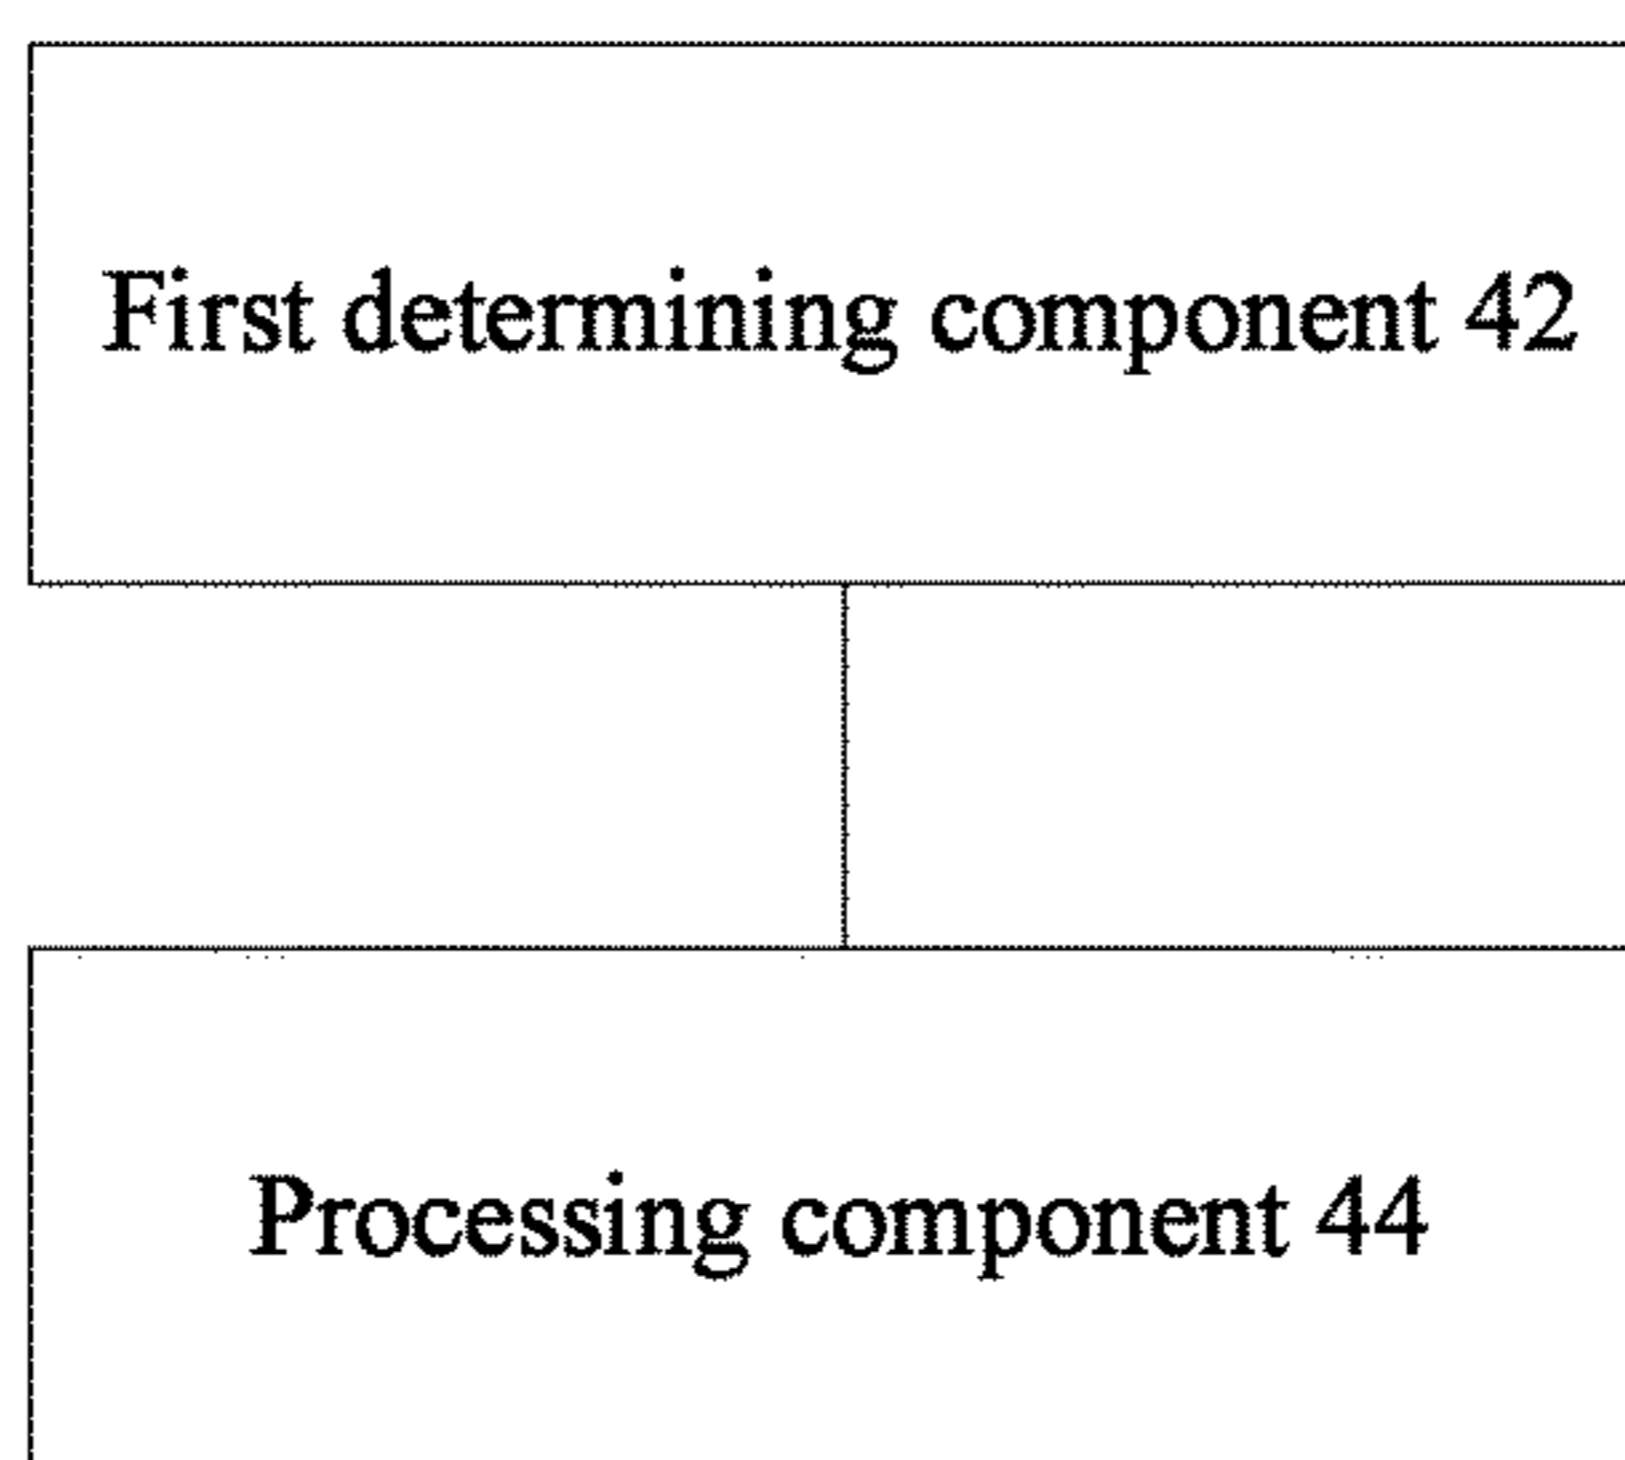 First determining component 42
Processing component 44